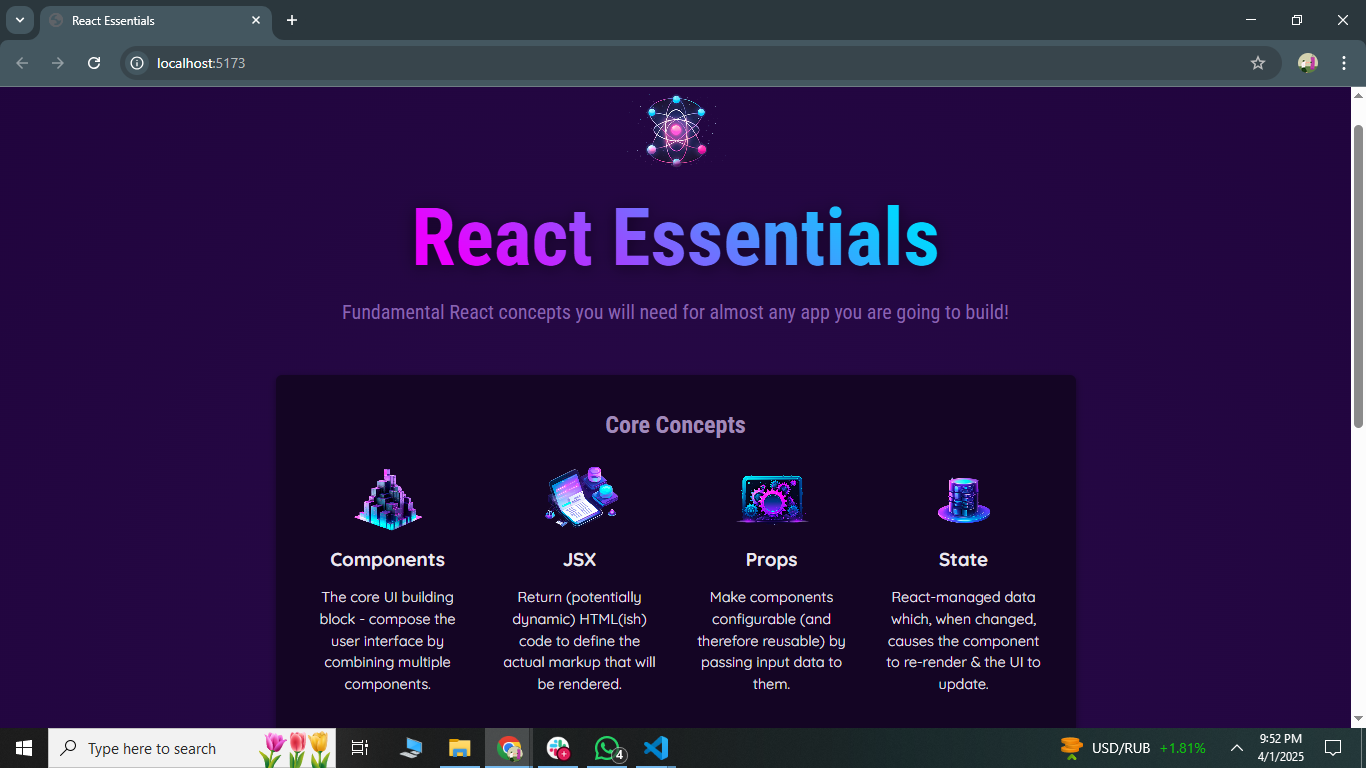 React Essentials
localhost:5173
React Essentials
Fundamental React concepts you will need for almost any app you are going to build!
Core Concepts
Components
The core UI building
block - compose the
user interface by
combining multiple
components.
JSX
Return (potentially
dynamic) HTML(ish)
code to define the
actual markup that will
be rendered.
Props
Make components
configurable (and
therefore reusable) by
passing input data to
them.
State
React-managed data
which, when changed,
causes the component
to re-render & the UI to
update.
Type here to search
4
USD/RUB +1.81%
9:52 PM
4/1/2025